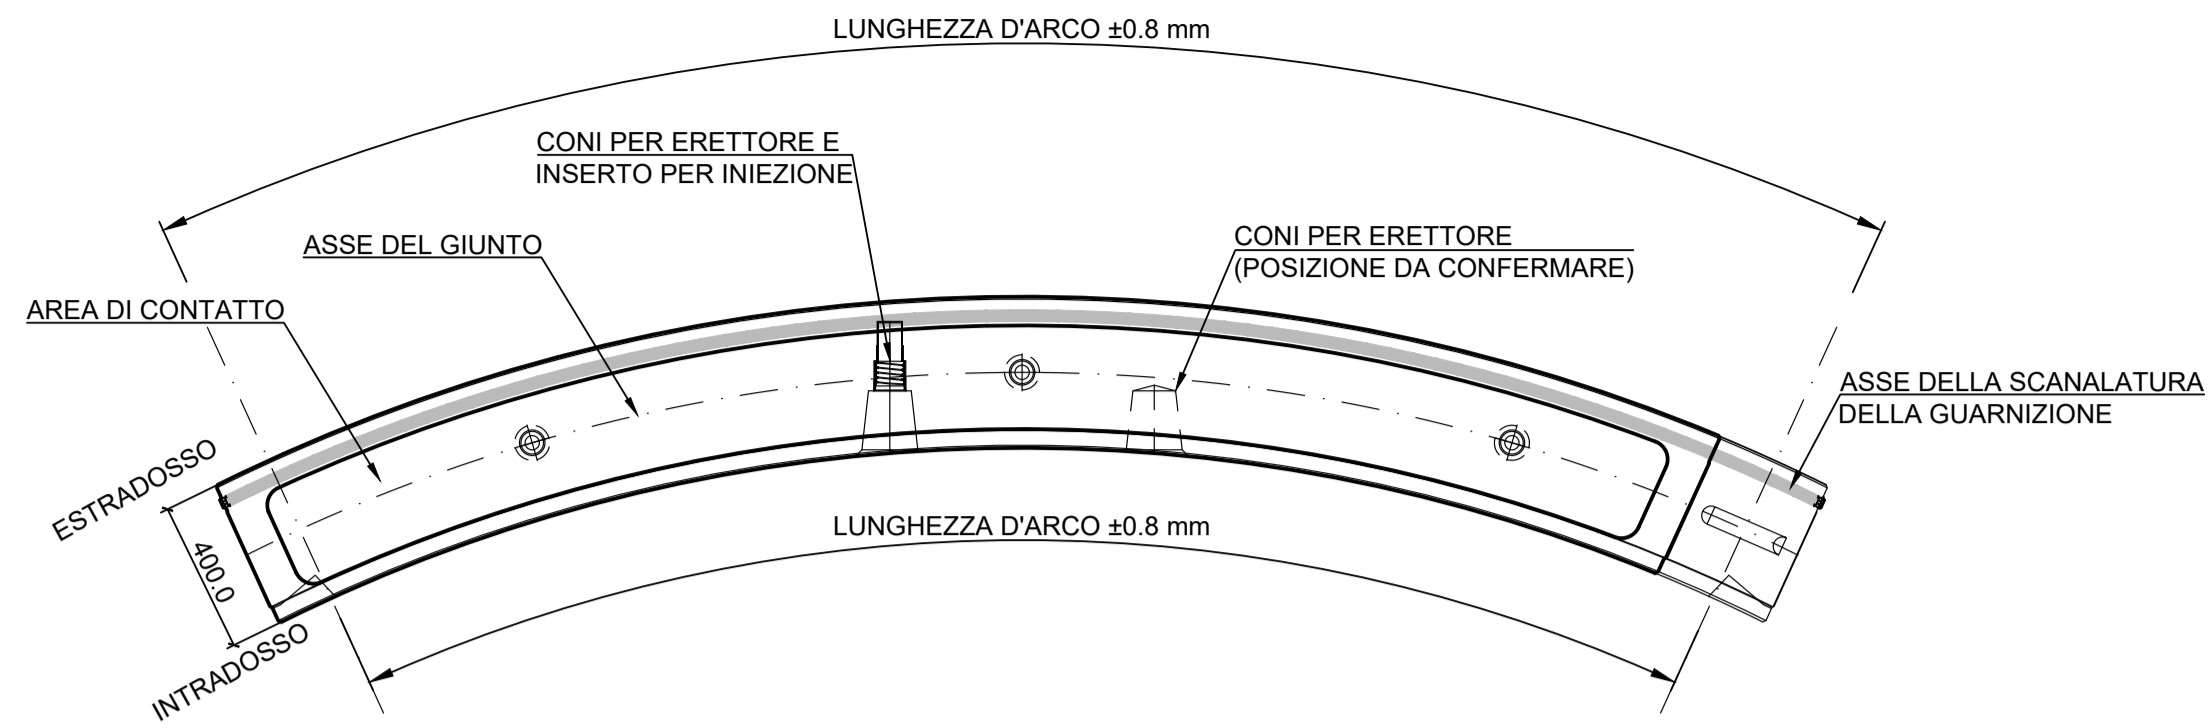 LUNGHEZZA D'ARCO ±0.8 mm
CONI PER ERETTORE E
INSERTO PER INIEZIONE
ASSE DEL GIUNTO
CONI PER ERETTORE
(POSIZIONE DA CONFERMARE)
AREA DI CONTATTO
ASSE DELLA SCANALATURA
DELLA GUARNIZIONE
ESTRADOSSO
400.0
INTRADOSSO
LUNGHEZZA D'ARCO ±0.8 mm